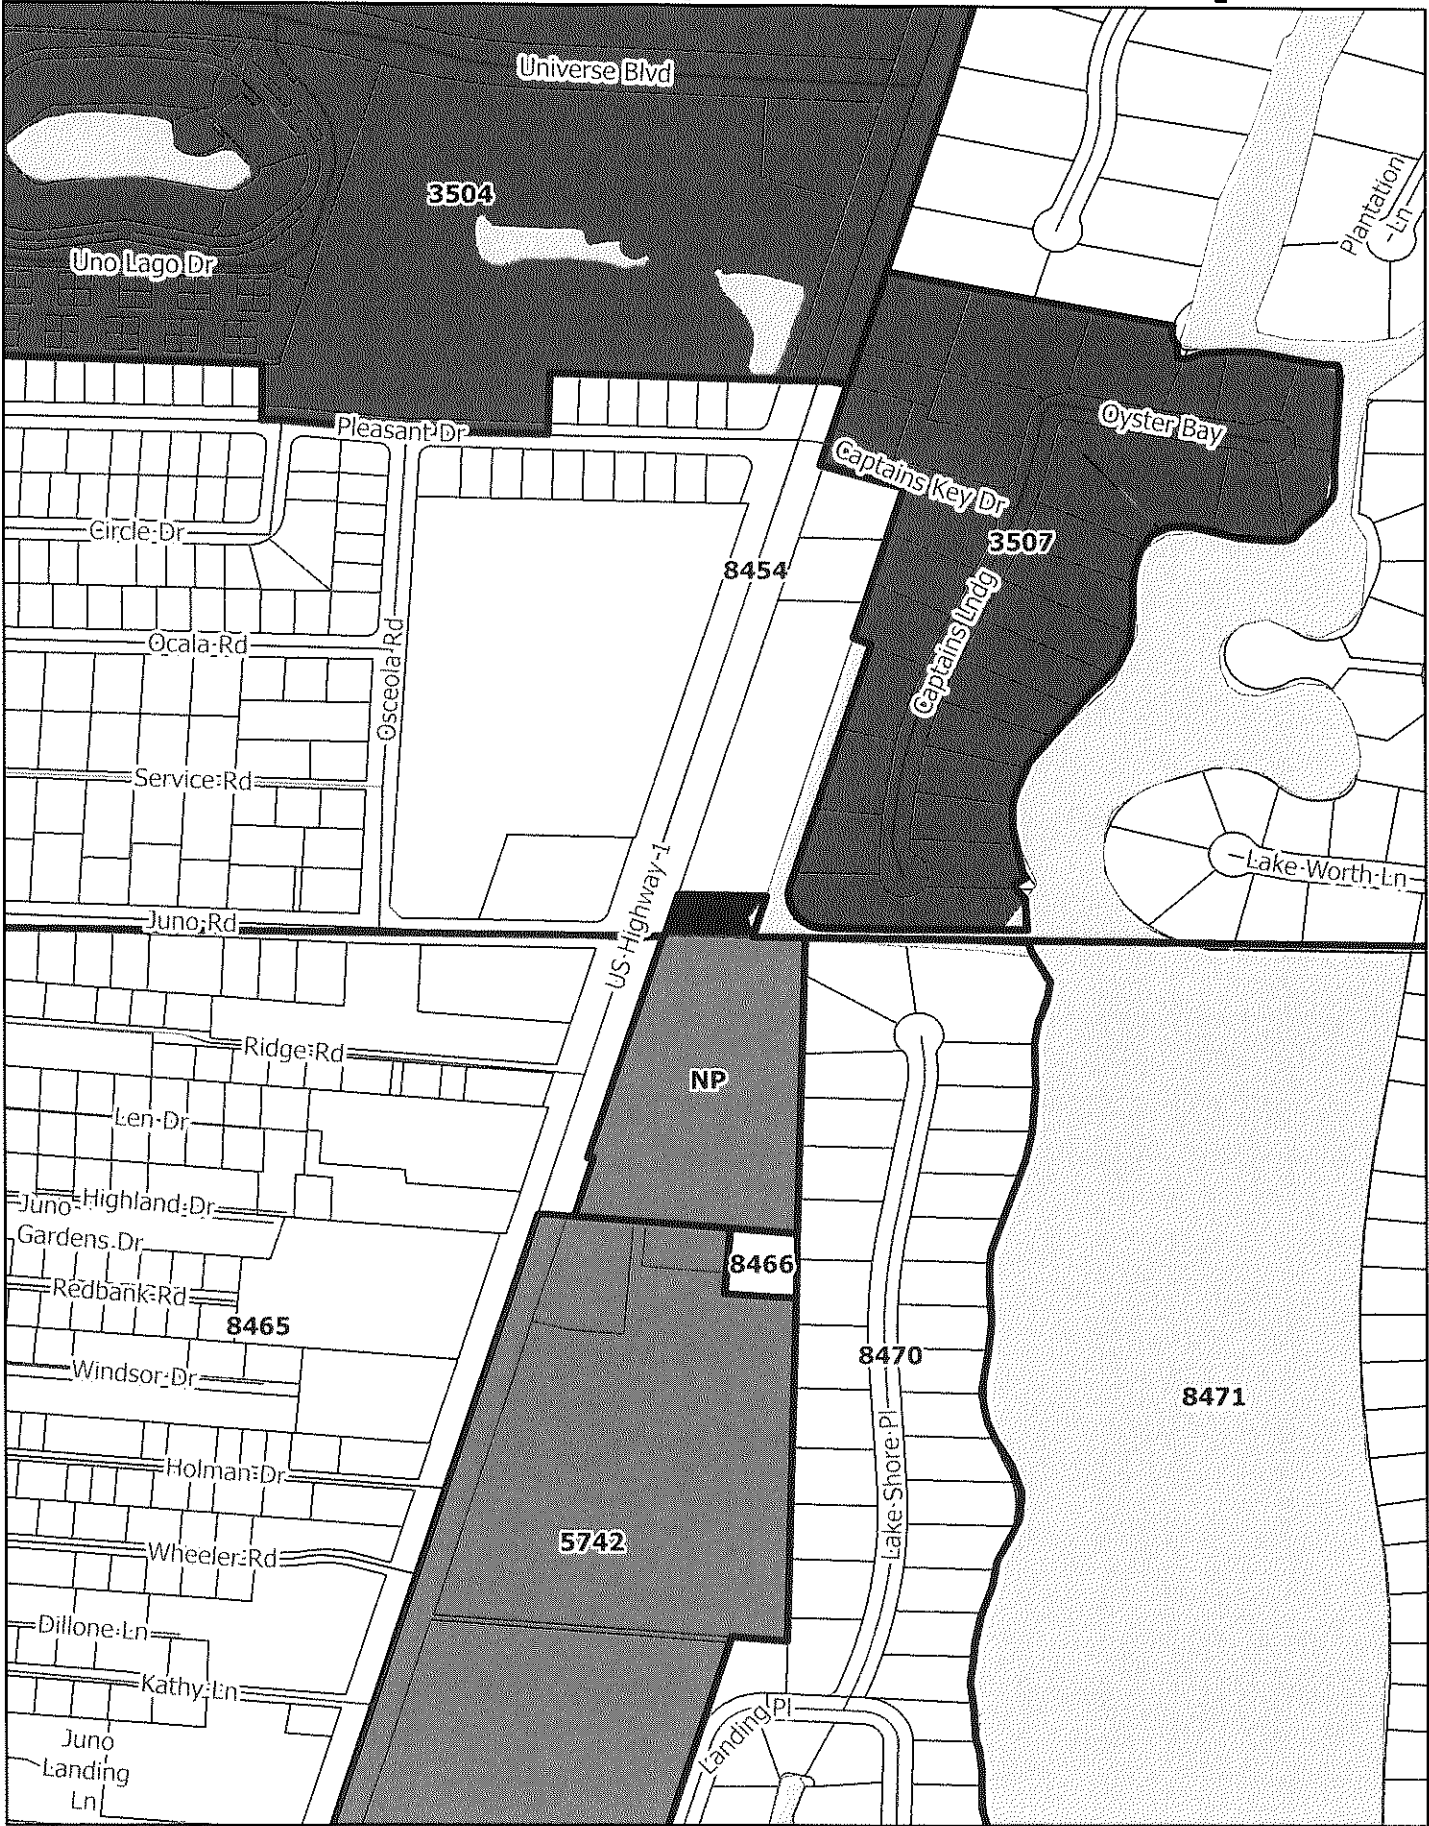 Universe Blvd
3504
Plantation
Ln
Uno Lago Dr
Pleasant Dr
Oyster Bay
Captains Key Dr
Circle Dr
3507
8454
Captains Lndg
Ocala Rd
Osceola Rd
Service Rd
Lake Worth Ln
US Highway 1
Juno Rd
Ridge Rd
NP
Len Dr
Highland Dr
Juno
Gardens Dr
8466
Redbank Rd
8465
8470
Windsor Dr
8471
Lake Shore Pl
Holman Dr
5742
Wheeler Rd
Dillone Ln
Kathy Ln
Landing Pl
Juno
Landing
Ln